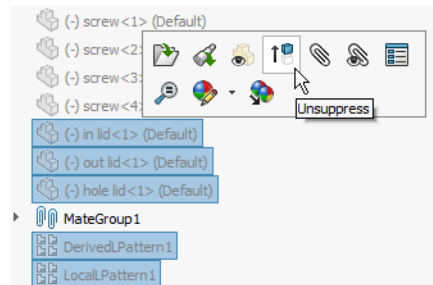 (-) screw<1> (Default)
(-) screw<2
(-) screw<3
(-) screw<4
Unsuppress
(-) in lid<1> (Default)
(-) out lid<1> (Default)
(-) hole lid<1> (Default)
MateGroup1
DerivedLPattern1
LocalLPattern1